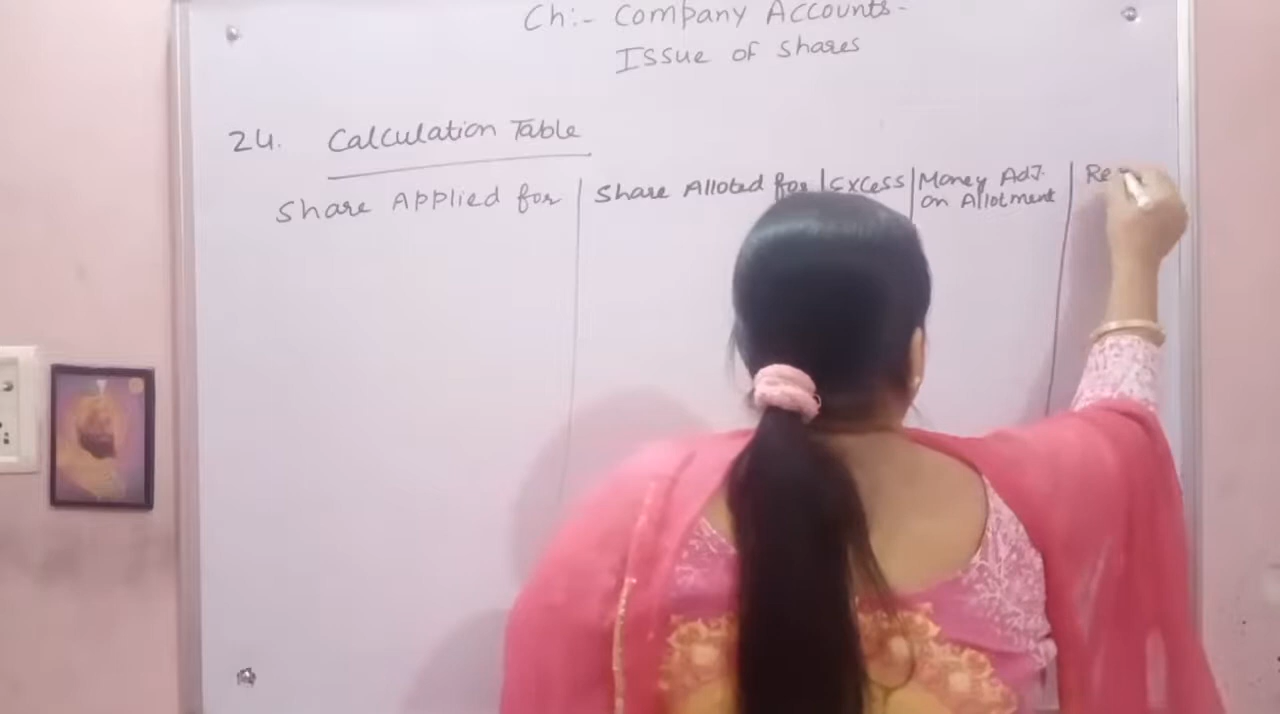 Ch:- Company Accounts-
Issue of shares
24. Calculation Table
Share Applied for | Share Alloted for | Excess | Money Adj. on Allotment |